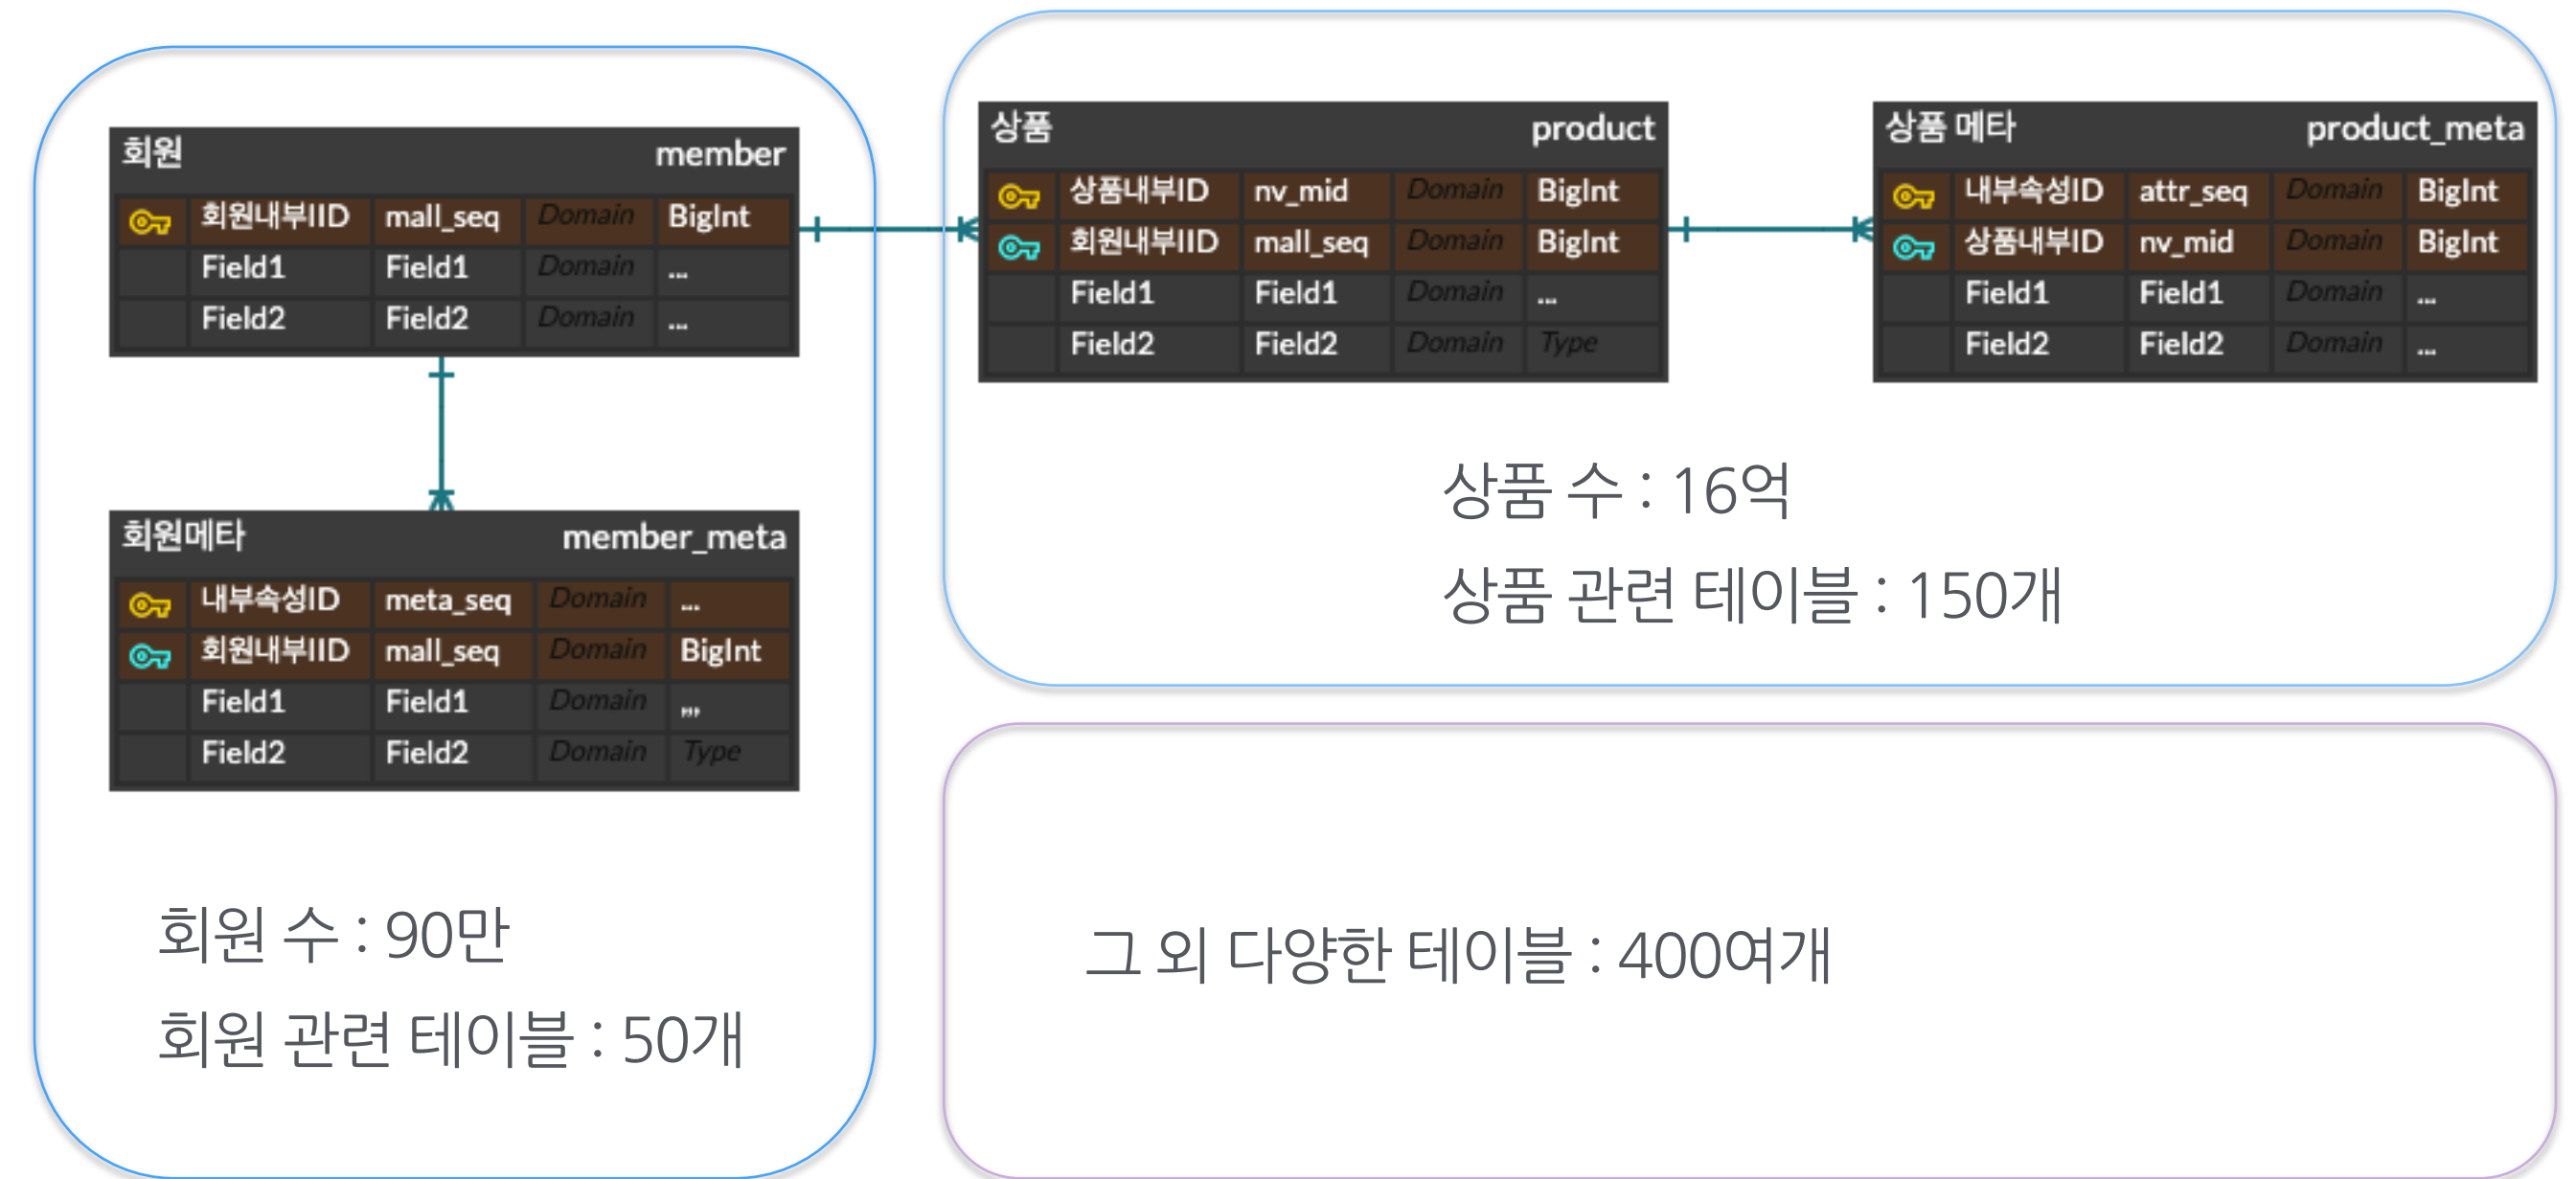 회원 member
회원내부IID mall_seq Domain BigInt
Field1 Field1 Domain ...
Field2 Field2 Domain ...
회원메타 member_meta
내부속성ID meta_seq Domain ...
회원내부IID mall_seq Domain BigInt
Field1 Field1 Domain ,,,
Field2 Field2 Domain Type
회원 수 : 90만
회원 관련 테이블 : 50개
상품 product
상품내부ID nv_mid Domain BigInt
회원내부IID mall_seq Domain BigInt
Field1 Field1 Domain ...
Field2 Field2 Domain Type
상품 메타 product_meta
내부속성ID attr_seq Domain BigInt
상품내부ID nv_mid Domain BigInt
Field1 Field1 Domain ...
Field2 Field2 Domain ...
상품 수 : 16억
상품 관련 테이블 : 150개
그 외 다양한 테이블 : 400여개